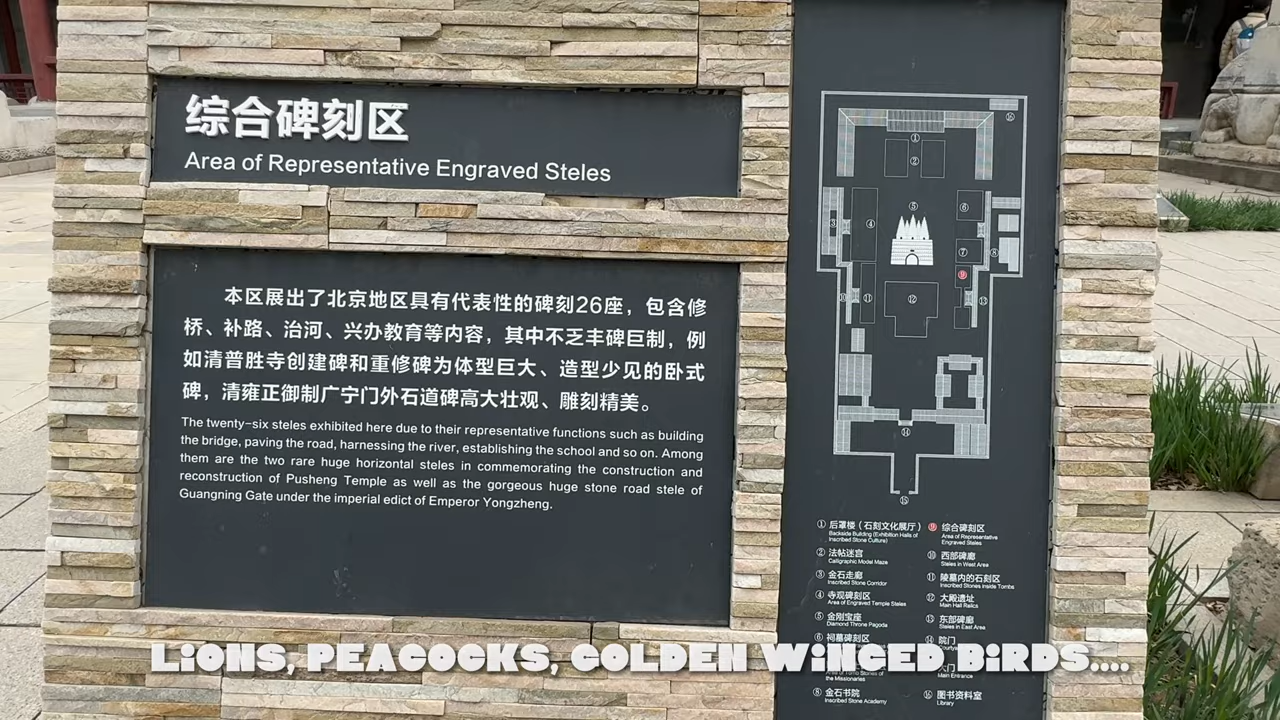 综合碑刻区
Area of Representative Engraved Steles
本区展出了北京地区具有代表性的碑刻26座，包含修
桥、补路、治河、兴办教育等内容，其中不乏丰碑巨制，例
如清普胜寺创建碑和重修碑为体型巨大、造型少见的卧式
碑，清雍正御制广宁门外石道碑高大壮观、雕刻精美。
The twenty-six steles exhibited here due to their representative functions such as building
the bridge, paving the road, harnessing the river, establishing the school and so on. Among
them are the two rare huge horizontal steles in commemorating the construction and
reconstruction of Pusheng Temple as well as the gorgeous huge stone road stele of
Guangning Gate under the imperial edict of Emperor Yongzheng.
① 后罩楼（石刻文化展厅）
Backside Building (Exhibition Halls of
Inscribed Stone Culture)
② 法帖迷宫
Calligraphic Model Maze
③ 金石走廊
Inscribed Stone Corridor
④ 寺观碑刻区
Area of Engraved Temple Steles
⑤ 金刚宝座
Diamond Throne Pagoda
⑥ 祠墓碑刻区
the Missionaries
⑧ 金石书院
Inscribed Stone Academy
⑨ 综合碑刻区
Area of Representative
Engraved Steles
⑩ 西部碑廊
Steles in West Area
⑪ 陵墓内的石刻区
Inscribed Stones inside Tombs
⑫ 大殿遗址
Main Hall Relics
⑬ 东部碑廊
Steles in East Area
⑭ 院门
Main Entrance
⑯ 图书资料室
Library
LIONS, PEACOCKS, GOLDEN WINGED BIRDS....